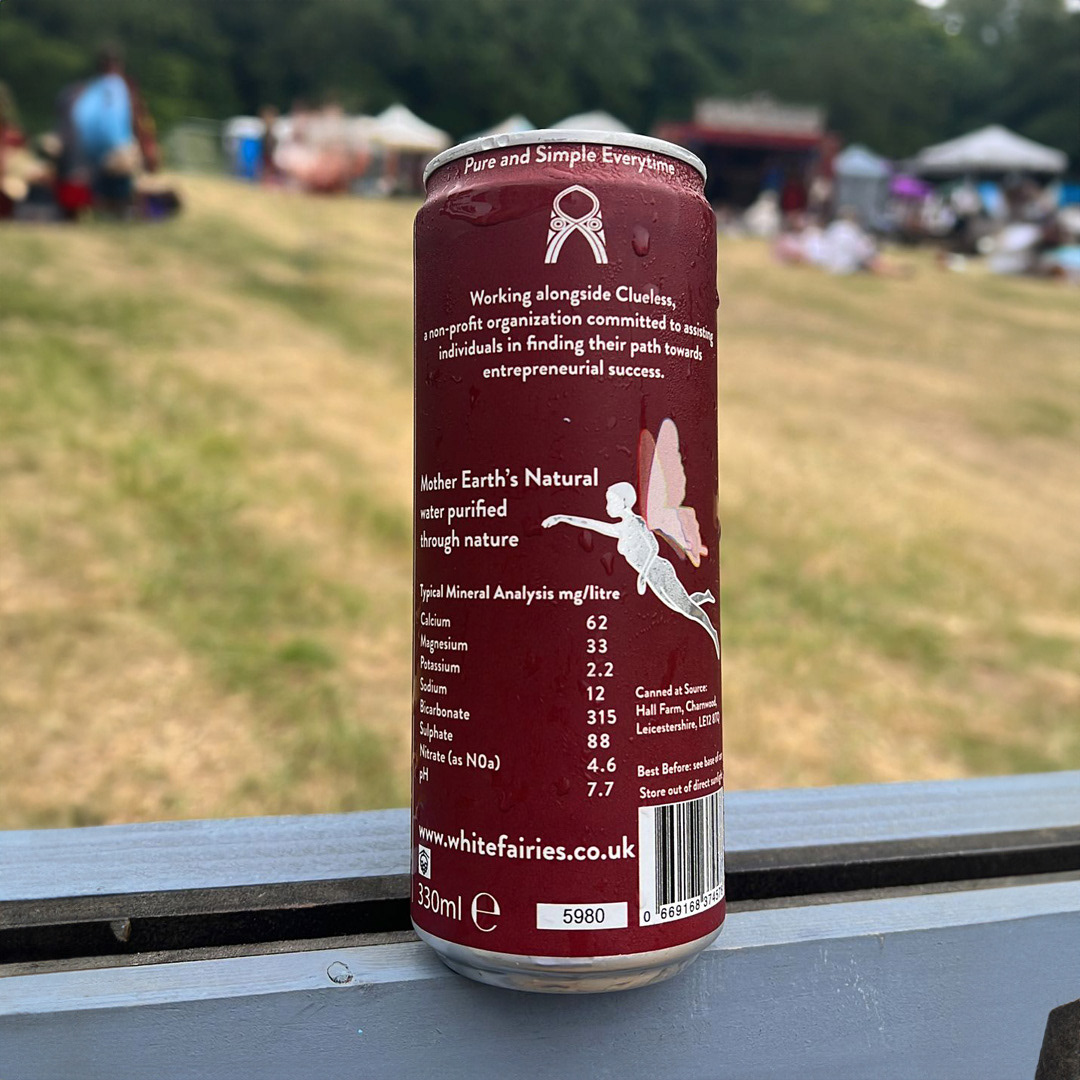 Pure and Simple Everytime
Working alongside Clueless,
a non-profit organization committed to assisting
individuals in finding their path towards
entrepreneurial success.
Mother Earth's Natural
water purified
through nature
Typical Mineral Analysis mg/litre
Calcium 62
Magnesium 33
Potassium 2.2
Sodium 12
Bicarbonate 315
Sulphate 88
Nitrate (as N0a) 4.6
pH 7.7
Canned at Source:
Hall Farm, Charnwood,
Leicestershire, LE12
Best Before: see base of
Store out of direct
www.whitefairies.co.uk
330ml e
5980
0 669168